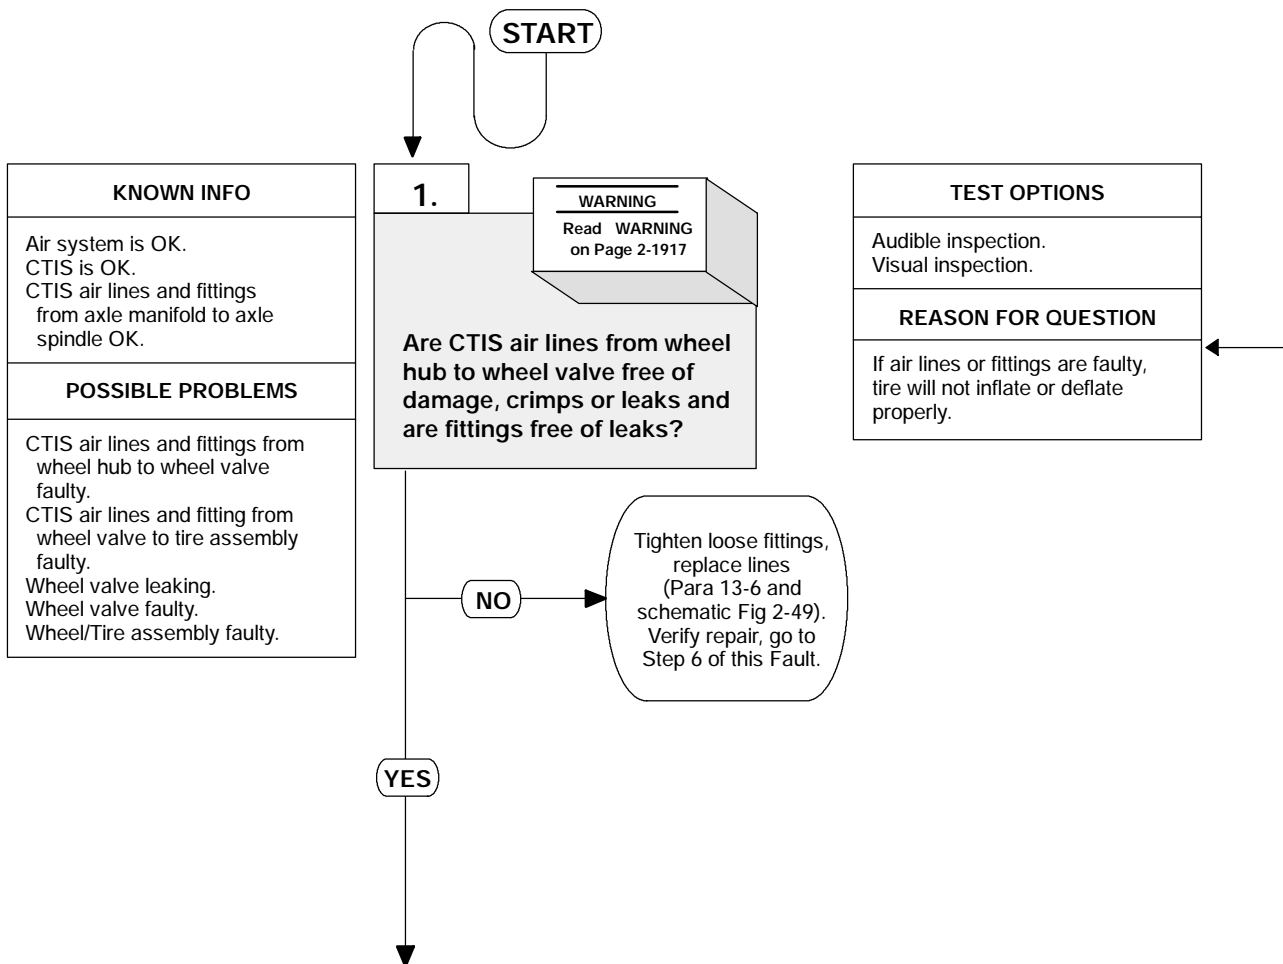 START
KNOWN INFO
Air system is OK.
CTIS is OK.
CTIS air lines and fittings
from axle manifold to axle
spindle OK.
POSSIBLE PROBLEMS
CTIS air lines and fittings from
wheel hub to wheel valve
faulty.
CTIS air lines and fitting from
wheel valve to tire assembly
faulty.
Wheel valve leaking.
Wheel valve faulty.
Wheel/Tire assembly faulty.
1.
WARNING
Read WARNING
on Page 2-1917
Are CTIS air lines from wheel
hub to wheel valve free of
damage, crimps or leaks and
are fittings free of leaks?
TEST OPTIONS
Audible inspection.
Visual inspection.
REASON FOR QUESTION
If air lines or fittings are faulty,
tire will not inflate or deflate
properly.
NO
Tighten loose fittings,
replace lines
(Para 13-6 and
schematic Fig 2-49).
Verify repair, go to
Step 6 of this Fault.
YES